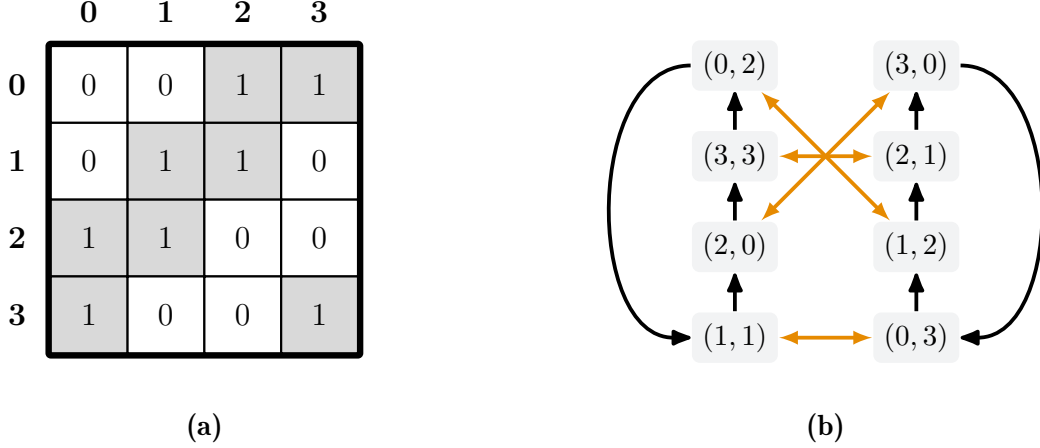 0 1 2 3
0 0 0 1 1
1 0 1 1 0
2 1 1 0 0
3 1 0 0 1
(a)
(0, 2) (3, 0)
(3, 3) (2, 1)
(2, 0) (1, 2)
(1, 1) (0, 3)
(b)